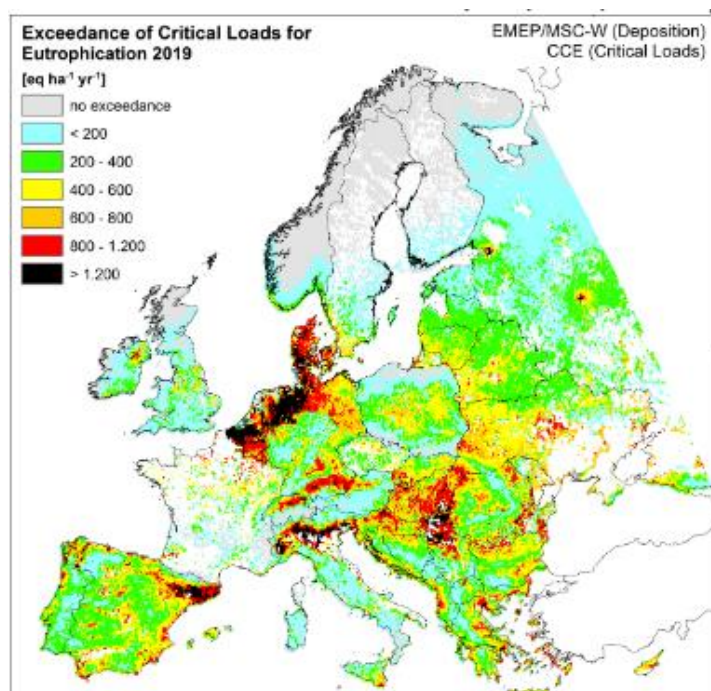 Exceedance of Critical Loads for
Eutrophication 2019
[eq ha⁻¹ yr⁻¹]
no exceedance
< 200
200 - 400
400 - 600
600 - 800
800 - 1.200
> 1.200
EMEP/MSC-W (Deposition)
CCE (Critical Loads)